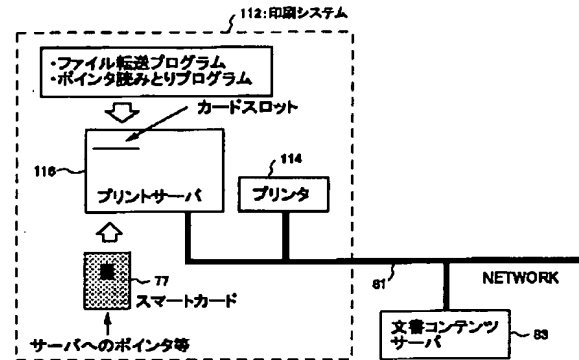 112:印刷システム
・ファイル転送プログラム
・ポインタ読みとりプログラム
カードスロット
116
プリントサーバ
114
プリンタ
77
スマートカード
サーバへのポインタ等
81
NETWORK
文書コンテンツ
サーバ
83